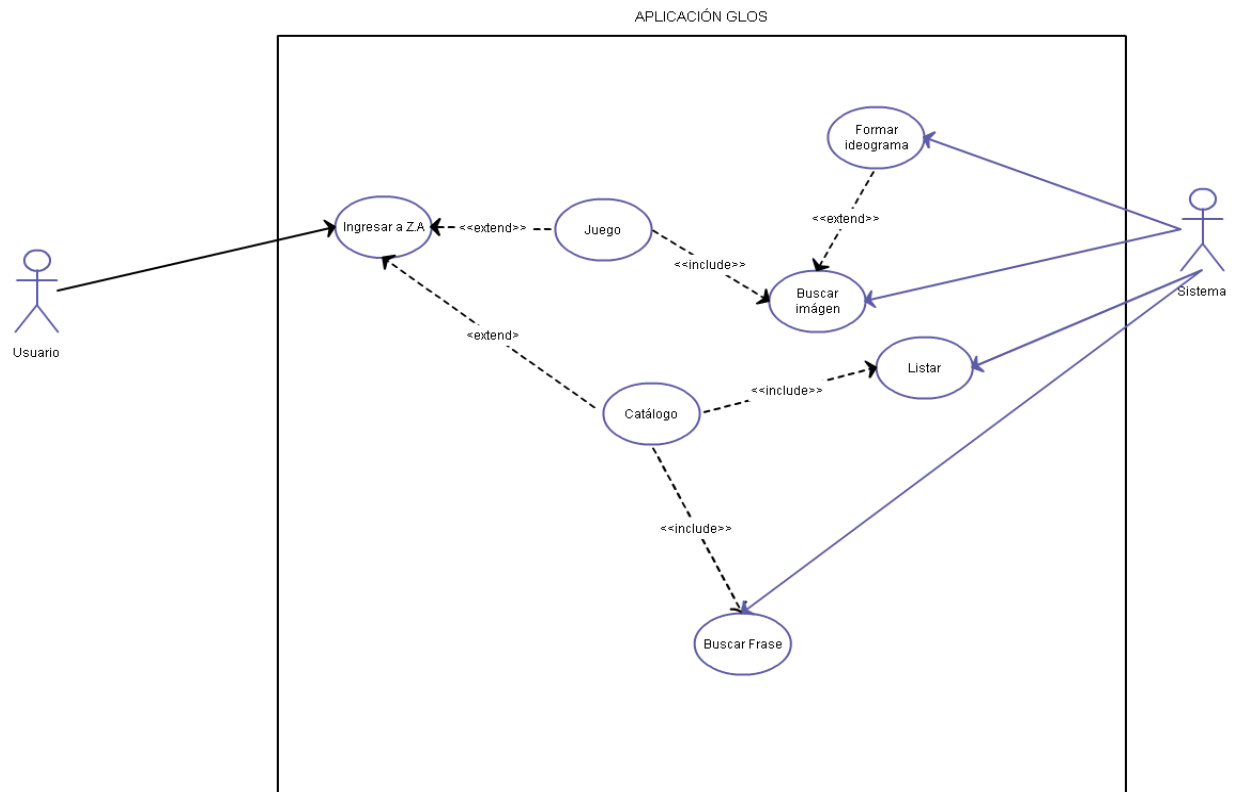 APLICACIÓN GLOS
Formar
ideograma
Ingresar a Z.A
<<extend>>
Juego
<<extend>>
<<include>>
Buscar
imágen
Sistema
Usuario
<extend>
Listar
<<include>>
Catálogo
<<include>>
Buscar Frase